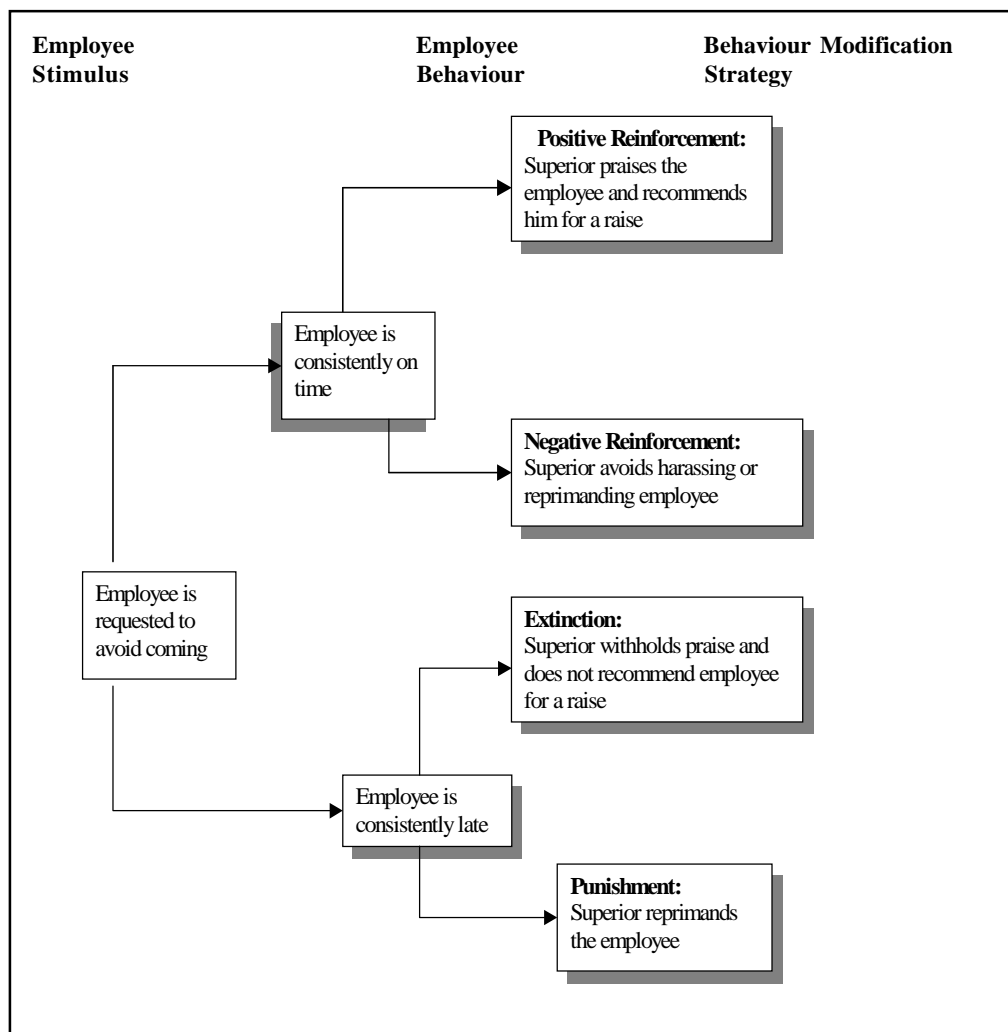 Employee
Stimulus
Employee
Behaviour
Behaviour Modification
Strategy
Positive Reinforcement:
Superior praises the
employee and recommends
him for a raise
Employee is
consistently on
time
Negative Reinforcement:
Superior avoids harassing or
reprimanding employee
Employee is
requested to
avoid coming
Extinction:
Superior withholds praise and
does not recommend employee
for a raise
Employee is
consistently late
Punishment:
Superior reprimands
the employee